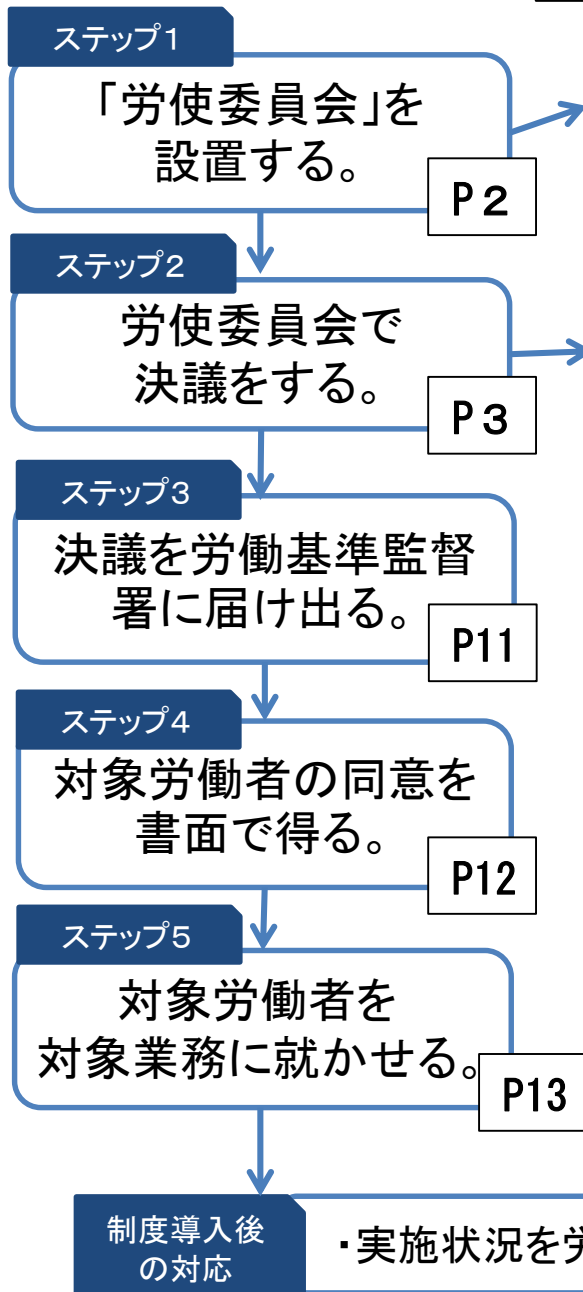 ステップ1
「労使委員会」を
設置する。
P2
ステップ2
労使委員会で
決議をする。
P3
ステップ3
決議を労働基準監督
署に届け出る。
P11
ステップ4
対象労働者の同意を
書面で得る。
P12
ステップ5
対象労働者を
対象業務に就かせる。
P13
制度導入後
の対応
・実施状況を労